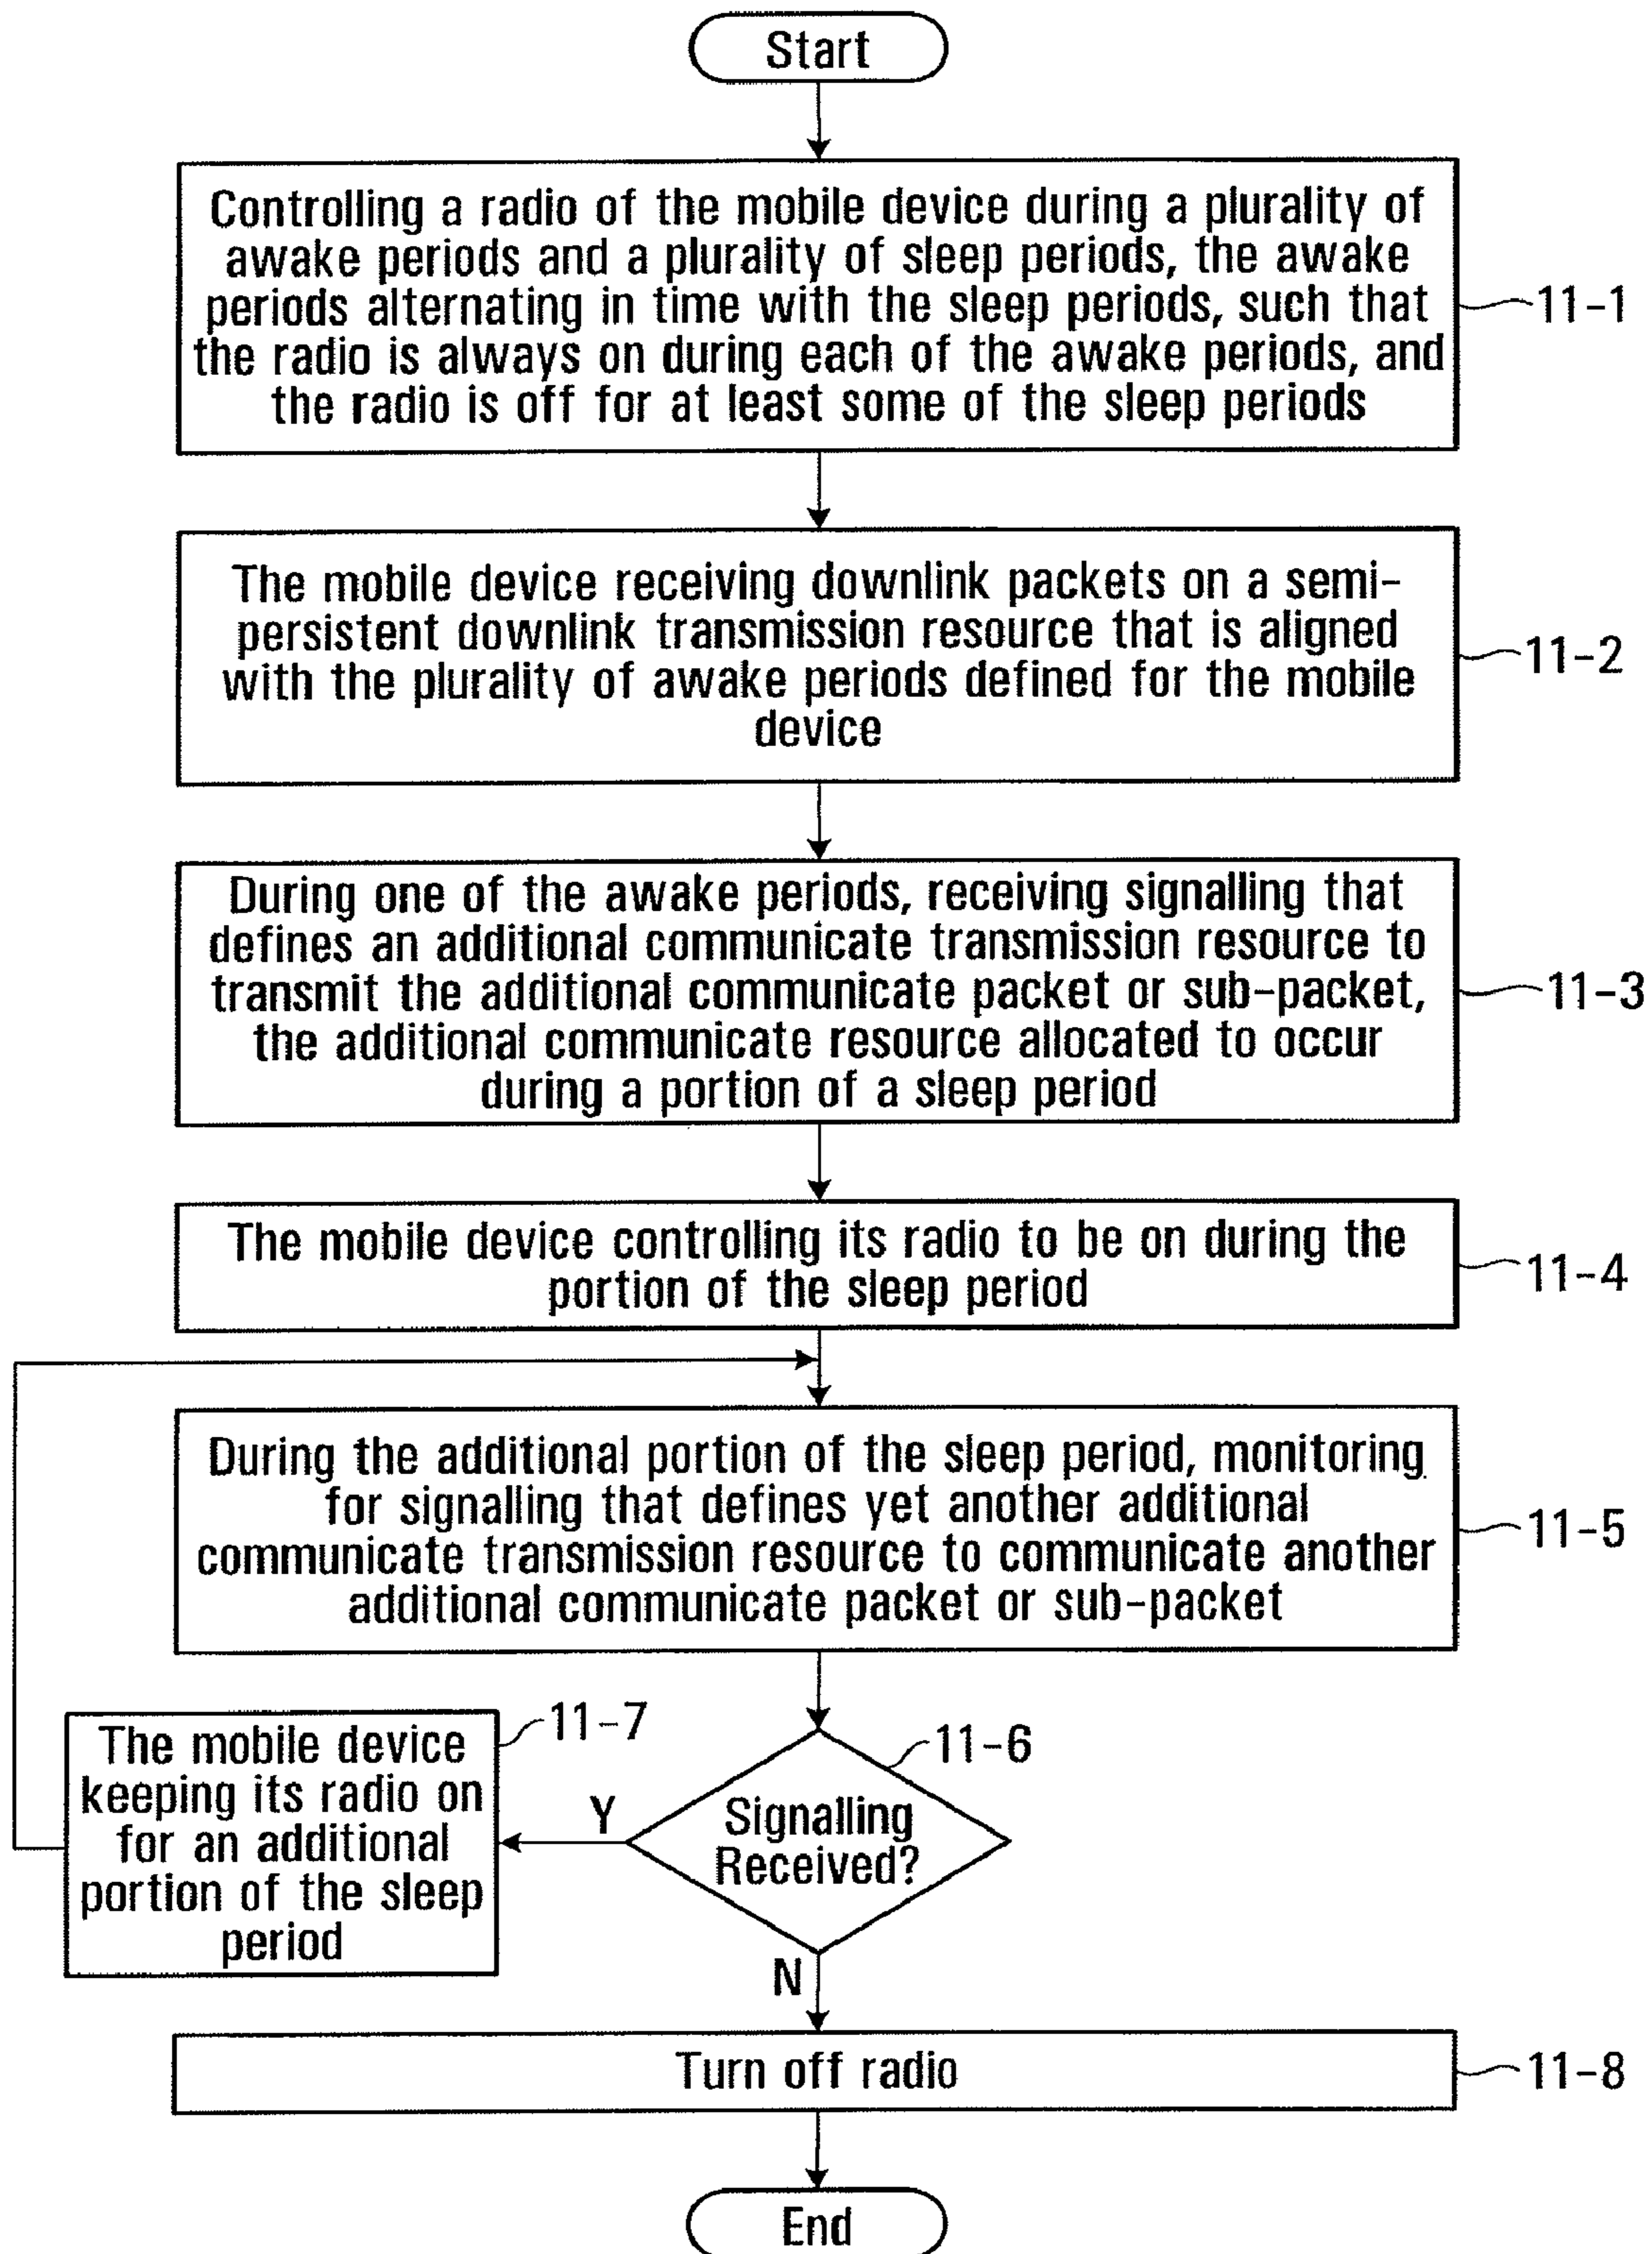 Start
Controlling a radio of the mobile device during a plurality of
awake periods and a plurality of sleep periods, the awake
periods alternating in time with the sleep periods, such that
the radio is always on during each of the awake periods, and
the radio is off for at least some of the sleep periods
11-1
The mobile device receiving downlink packets on a semi-
persistent downlink transmission resource that is aligned
with the plurality of awake periods defined for the mobile
device
11-2
During one of the awake periods, receiving signalling that
defines an additional communicate transmission resource to
transmit the additional communicate packet or sub-packet,
the additional communicate resource allocated to occur
during a portion of a sleep period
11-3
The mobile device controlling its radio to be on during the
portion of the sleep period
11-4
During the additional portion of the sleep period, monitoring
for signalling that defines yet another additional
communicate transmission resource to communicate another
additional communicate packet or sub-packet
11-5
11-6
Signalling
Received?
Y
11-7
The mobile device
keeping its radio on
for an additional
portion of the sleep
period
N
Turn off radio
11-8
End